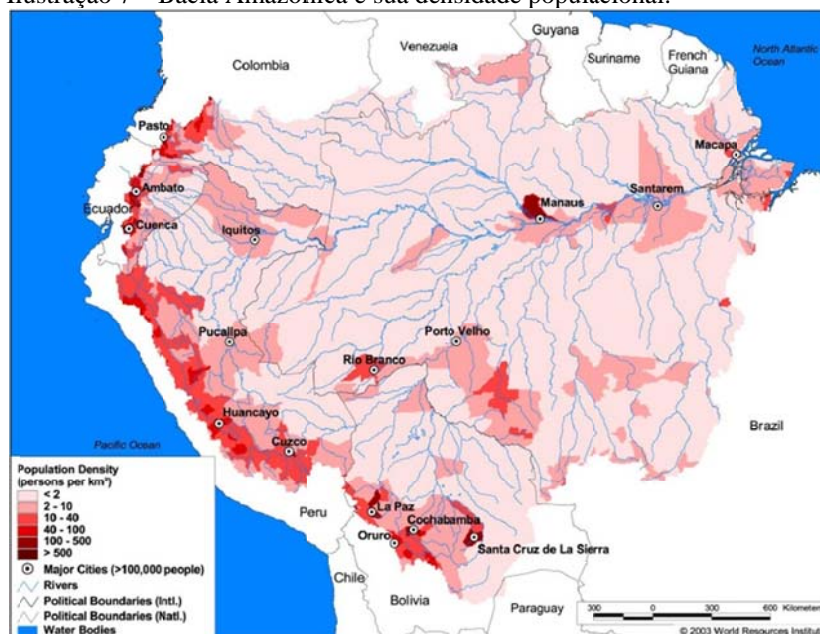 Ilustração 7 – Bacia Amazônica e sua densidade populacional.
Guyana
Venezuela
Suriname
French
Guiana
North Atlantic
Ocean
Colombia
Pasto
Macapa
Ambato
Manaus
Santarem
Ecuador
Cuenca
Iquitos
Pucallpa
Porto Velho
Rio Branco
Huancayo
Brazil
Pacific Ocean
Cuzco
Population Density
(persons per km²)
< 2
2 - 10
10 - 40
40 - 100
100 - 500
> 500
Major Cities (>100,000 people)
Rivers
Political Boundaries (Intl.)
Political Boundaries (Natl.)
Water Bodies
Peru
La Paz
Cochabamba
Oruro
Santa Cruz de La Sierra
Chile
Bolivia
Paraguay
300 0 300 600 Kilometer
© 2003 World Resources Institut